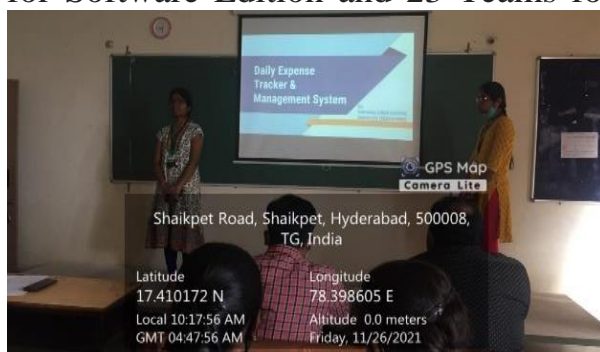 for Software Edition and 25 Teams fo
Daily Expense
Tracker &
Management System
GPS Map
Camera Lite
Shaikpet Road, Shaikpet, Hyderabad, 500008,
TG, India
Latitude
17.410172 N
Longitude
78.398605 E
Local 10:17:56 AM
GMT 04:47:56 AM
Altitude 0.0 meters
Friday, 11/26/2021